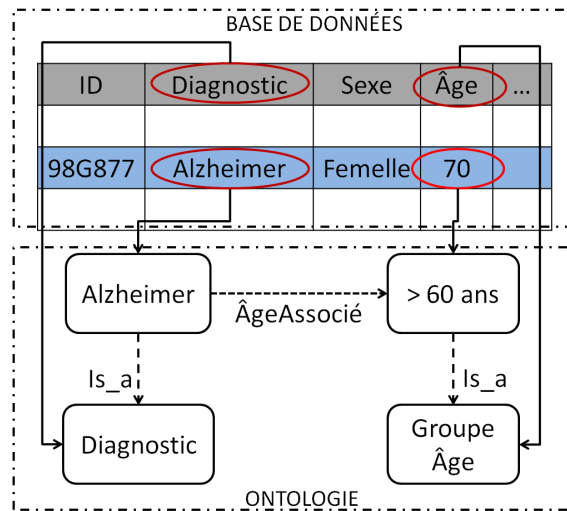 BASE DE DONNÉES
ID Diagnostic Sexe Âge ...
98G877 Alzheimer Femelle 70
Alzheimer > 60 ans
ÂgeAssocié
Is_a Is_a
Diagnostic Groupe
Âge
ONTOLOGIE